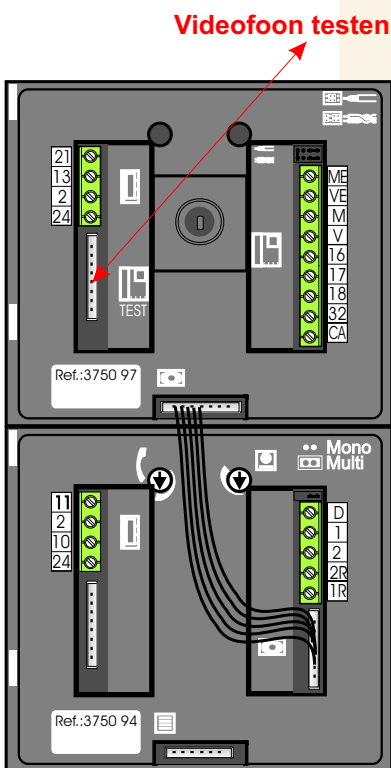 Videofoon testen
21
13
2
24
TEST
ME
VE
M
V
16
17
18
32
CA
Ref.:3750 97
Mono
Multi
11
2
10
24
D
1
2
2R
1R
Ref.:3750 94